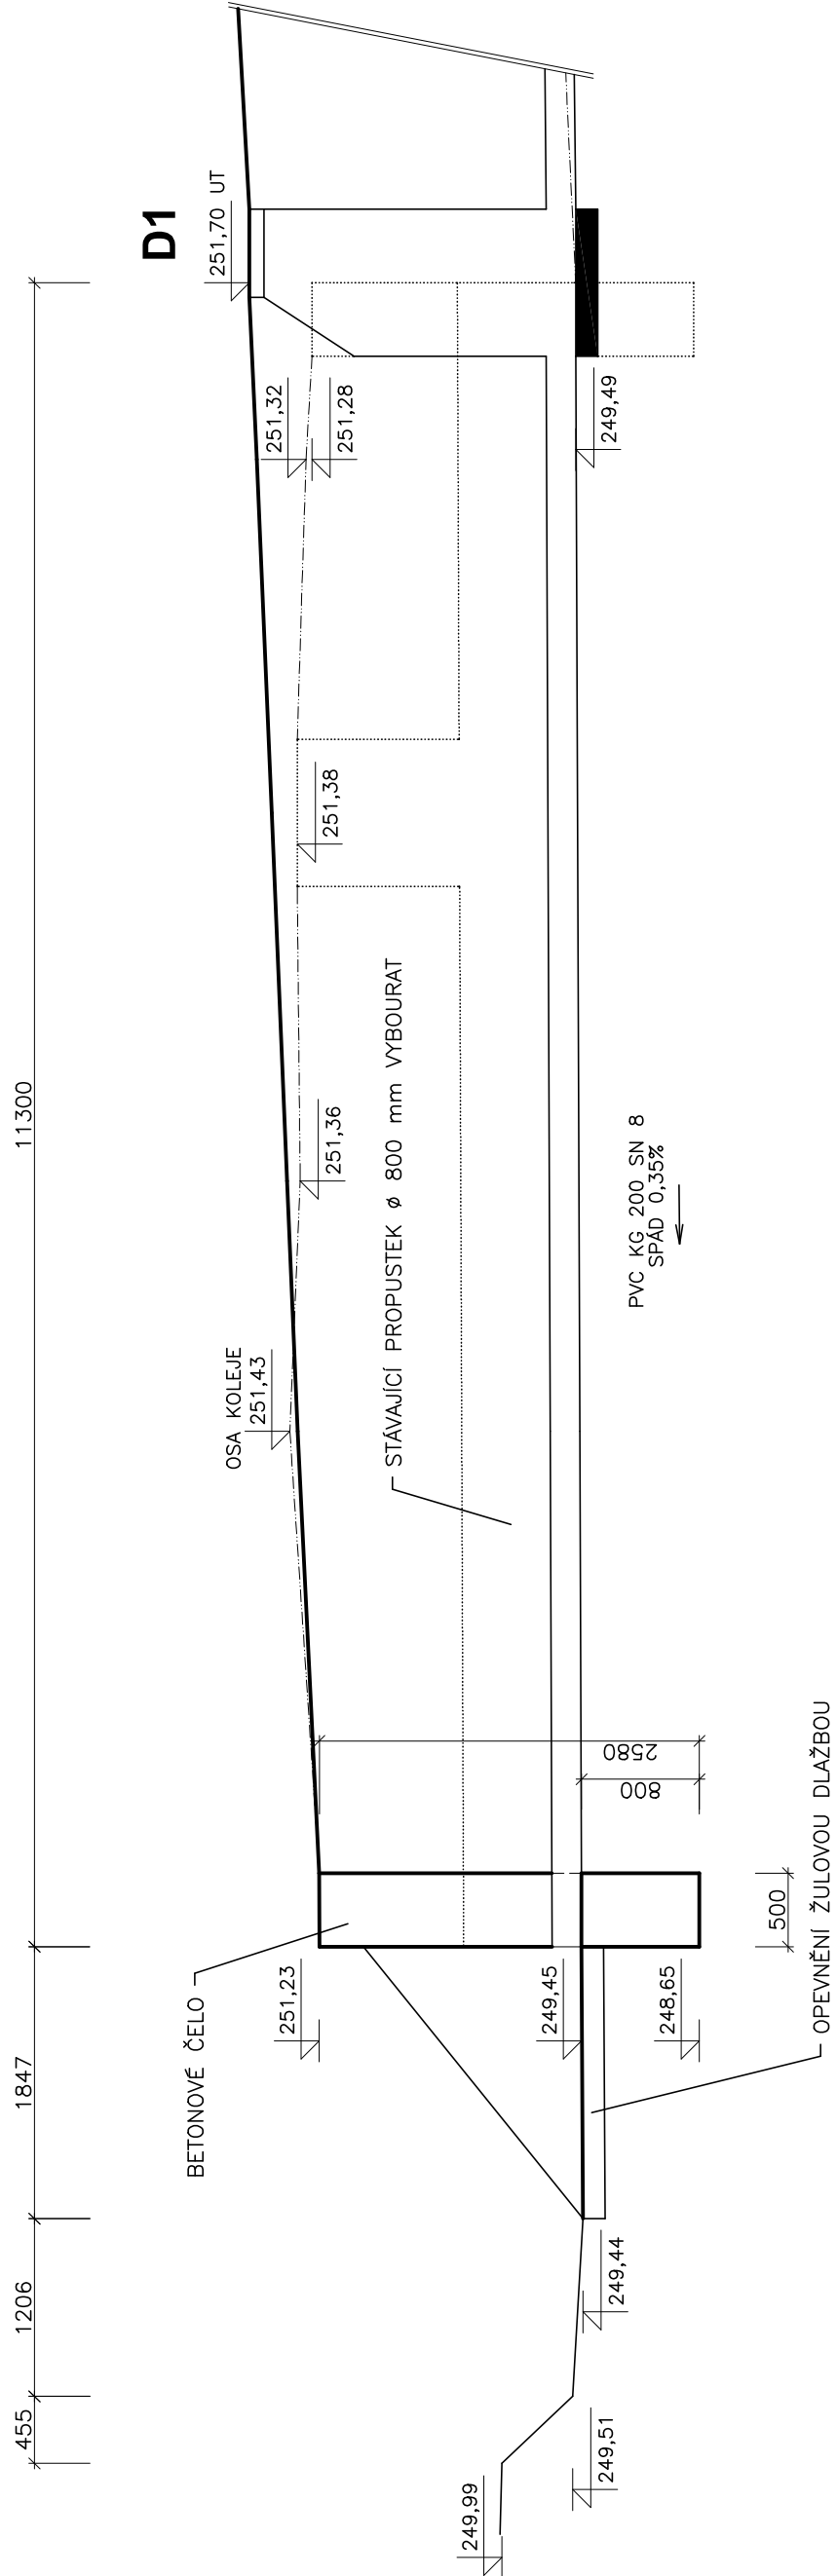 455
1206
1847
11300
D1
251,70 UT
251,32
251,28
249,49
251,38
251,36
OSA KOLEJE
251,43
STÁVAJÍCÍ PROPUSTEK ø 800 mm VYBOURAT
PVC KG 200 SN 8
SPÁD 0,35%
BETONOVÉ ČELO
251,23
249,45
248,65
2580
800
500
OPEVNĚNÍ ŽULOVOU DLAŽBOU
249,44
249,51
249,99